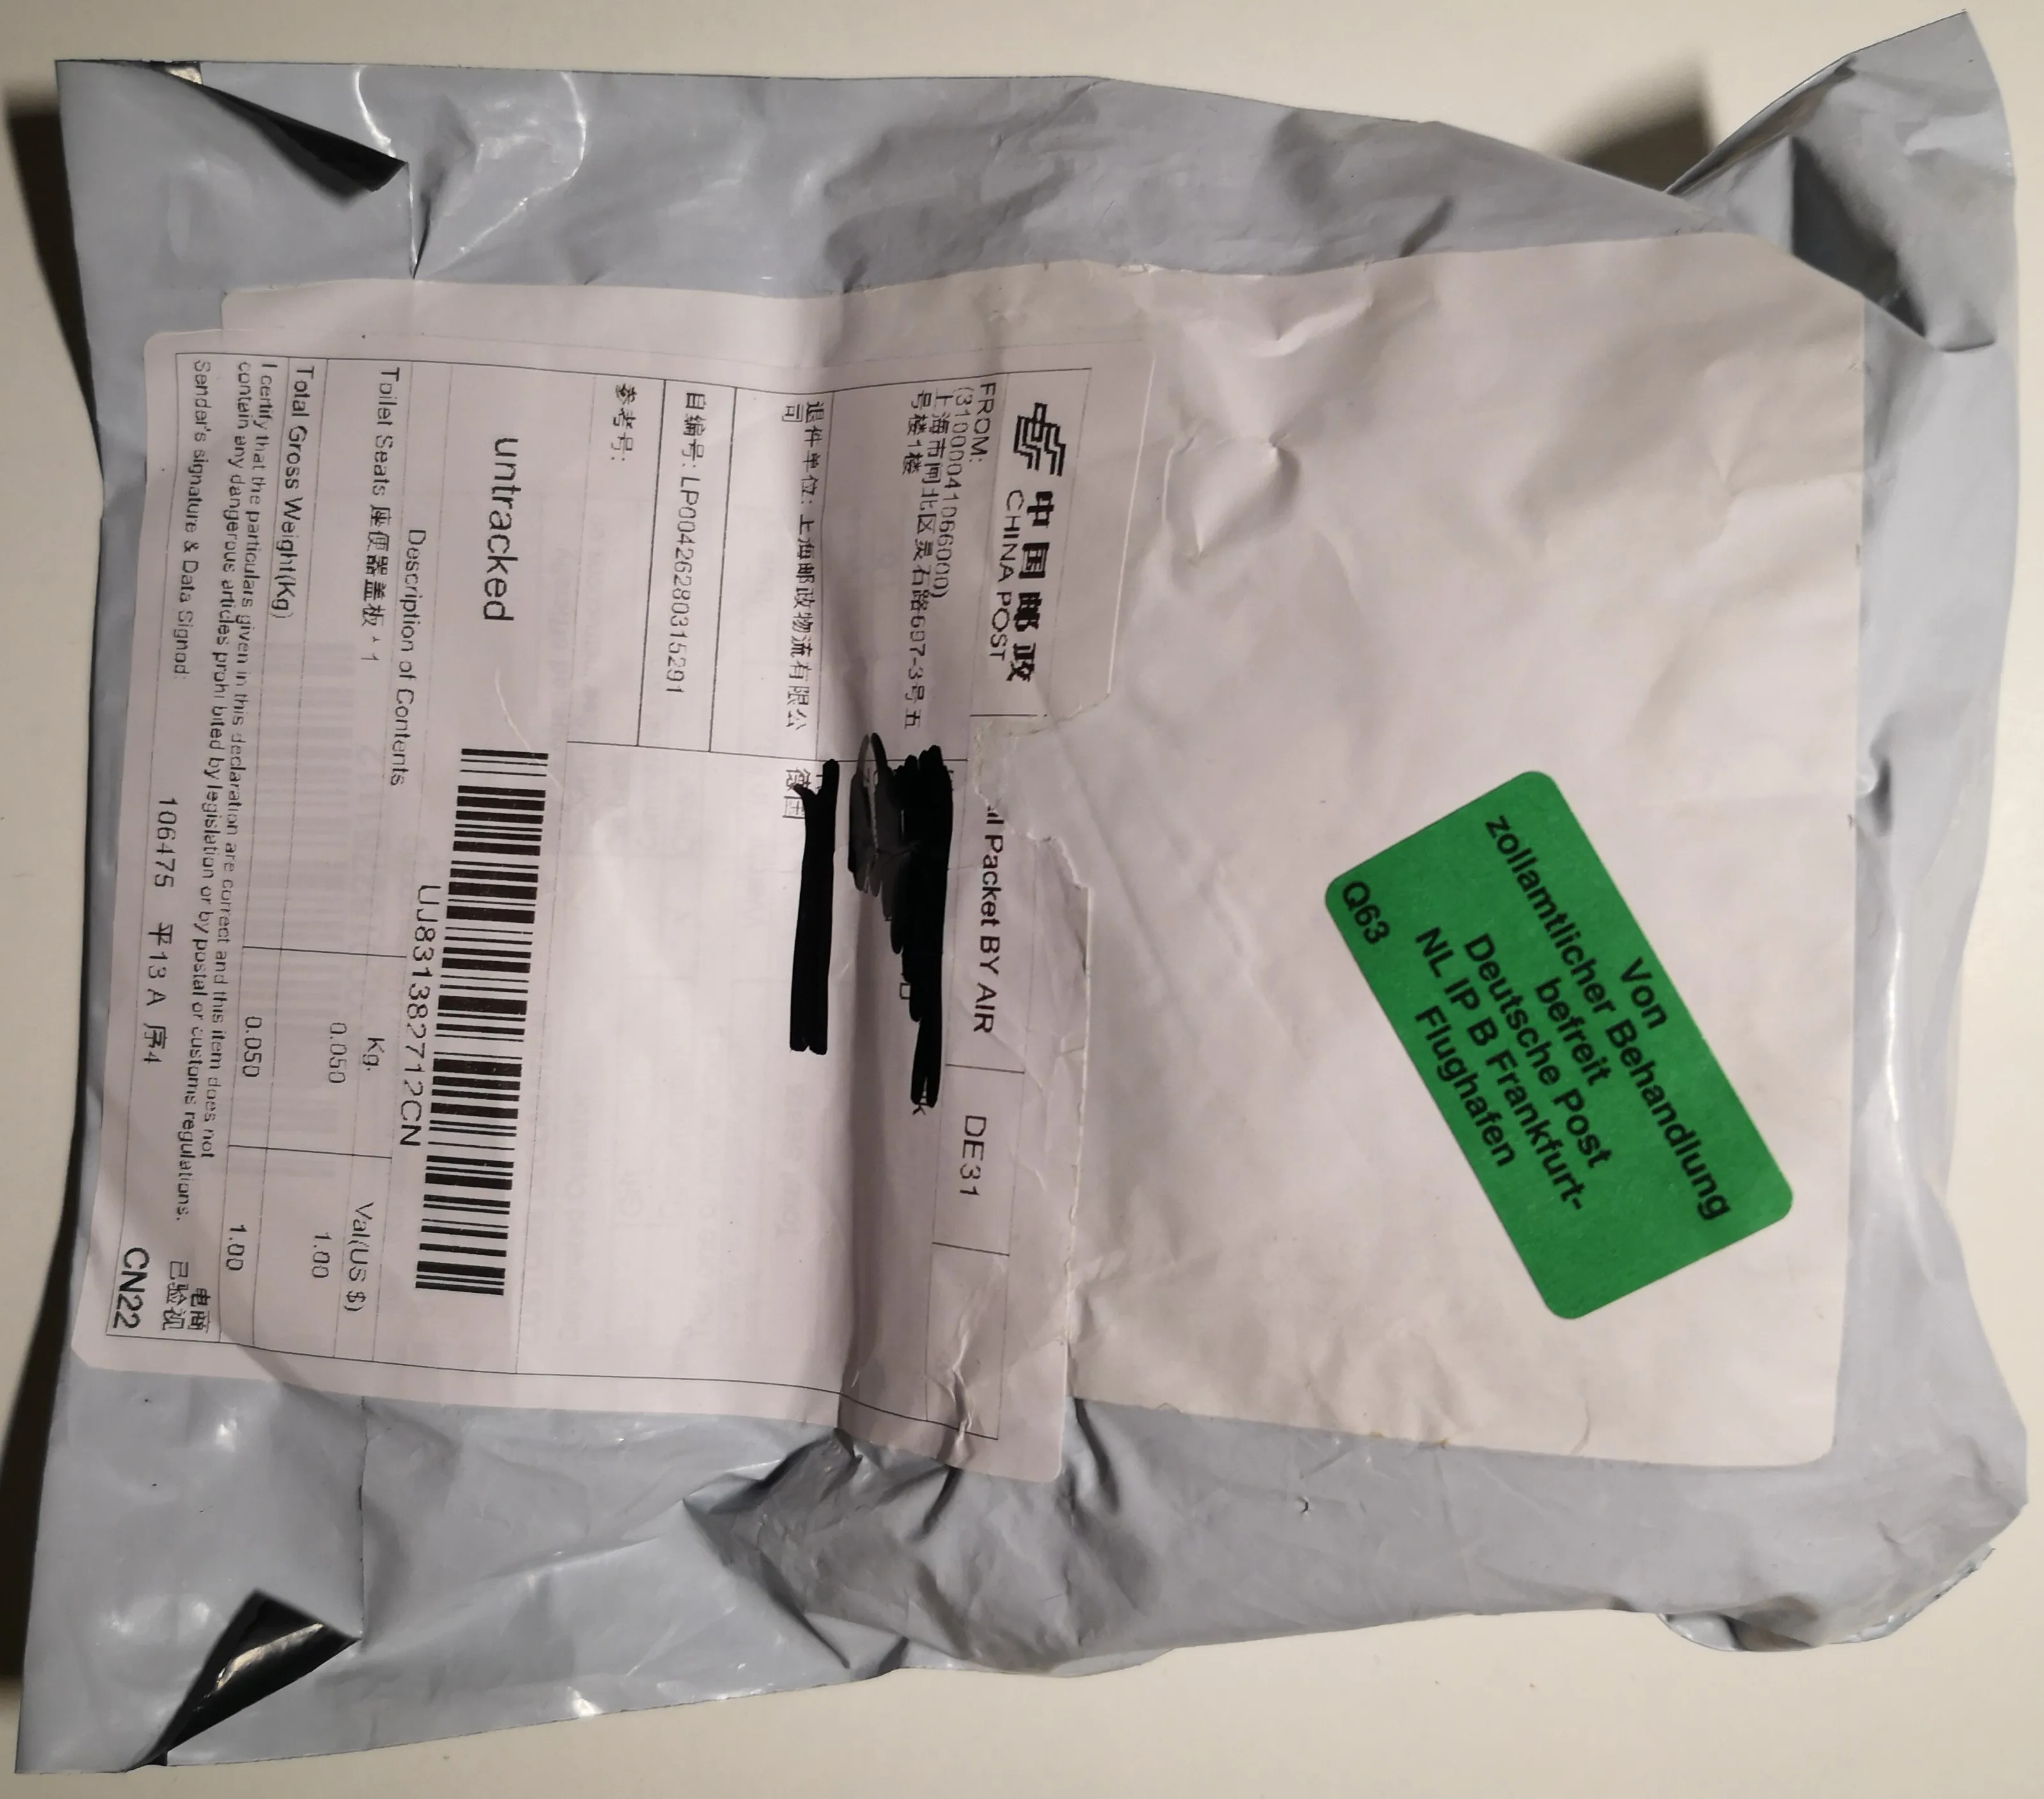 中国邮政
CHINA POST
Packet BY AIR
DE31
FROM:
(31000041066000)
上海市闸北区灵石路697-3号五
号楼1楼
退件单位: 上海邮政物流有限公
司
德国
自编号: LP00426280315291
参考号:
untracked
UJ831382712CN
Description of Contents
Kg.
Val(US $)
Toilet Seats 座便器盖板 * 1
0.050
1.00
Total Gross Weight(Kg)
0.050
1.00
I certify that the particulars given in this declaration are correct and this item does not
contain any dangerous articles prohibited by legislation or by postal or customs regulations.
Sender's signature & Data Signed:
106475 平13A 序4
电商
已验视
CN22
Von
zollamtlicher Behandlung
befreit
Deutsche Post
NL IP B Frankfurt-
Flughafen
Q63